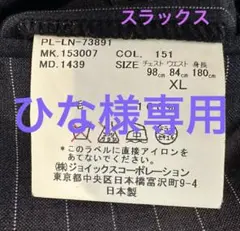 スラックス
PL-LN-73891
MK.153007 COL. 151
MD.1439 SIZE チェスト ウエスト 身長
98cm 84cm 180cm
XL
ひな様専用
*このラベルに直接アイロンを
あてないでください。
㈱ジョイックスコーポレーション
東京都中央区日本橋富沢町9-4
日本製